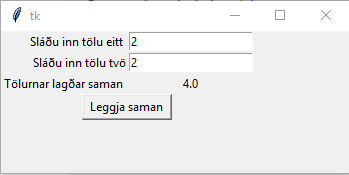 tk
Sláðu inn tölu eitt 2
Sláðu inn tölu tvö 2
Tölurnar lagðar saman 4.0
Leggja saman